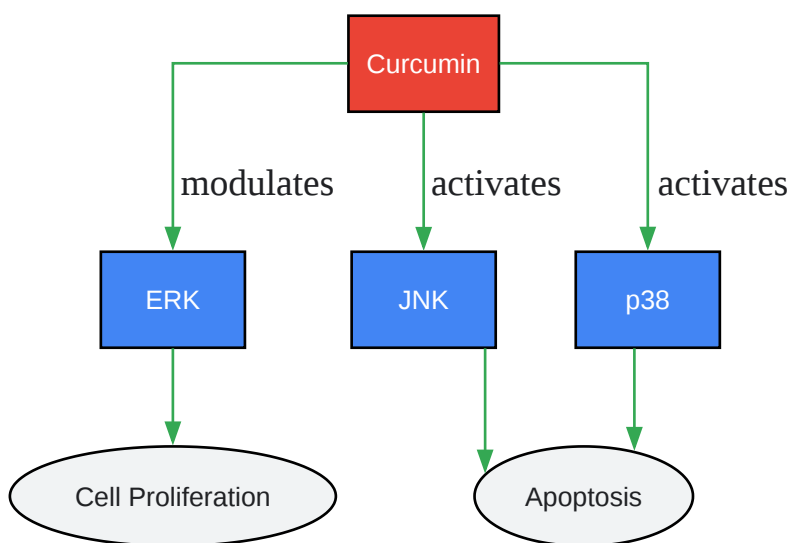 Curcumin
modulates
activates
activates
ERK
JNK
p38
Cell Proliferation
Apoptosis